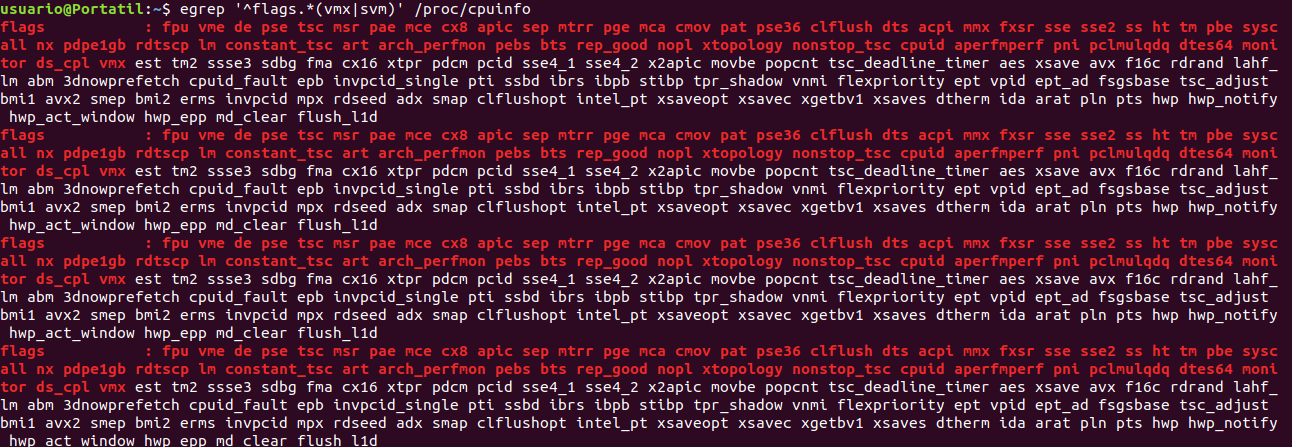 usuario@Portatil:~$ egrep '^flags.*(vmx|svm)' /proc/cpuinfo
flags : fpu vme de pse tsc msr pae mce cx8 apic sep mtrr pge mca cmov pat pse36 clflush dts acpi mmx fxsr sse sse2 ss ht tm pbe sysc
all nx pdpe1gb rdtscp lm constant_tsc art arch_perfmon pebs bts rep_good nopl xtopology nonstop_tsc cpuid aperfmperf pni pclmulqdq dtes64 moni
tor ds_cpl vmx est tm2 ssse3 sdbg fma cx16 xtpr pdcm pcid sse4_1 sse4_2 x2apic movbe popcnt tsc_deadline_timer aes xsave avx f16c rdrand lahf_
lm abm 3dnowprefetch cpuid_fault epb invpcid_single pti ssbd ibrs ibpb stibp tpr_shadow vnmi flexpriority ept vpid ept_ad fsgsbase tsc_adjust
bmi1 avx2 smep bmi2 erms invpcid mpx rdseed adx smap clflushopt intel_pt xsaveopt xsavec xgetbv1 xsaves dtherm ida arat pln pts hwp hwp_notify
hwp_act_window hwp_epp md_clear flush_l1d
flags : fpu vme de pse tsc msr pae mce cx8 apic sep mtrr pge mca cmov pat pse36 clflush dts acpi mmx fxsr sse sse2 ss ht tm pbe sysc
all nx pdpe1gb rdtscp lm constant_tsc art arch_perfmon pebs bts rep_good nopl xtopology nonstop_tsc cpuid aperfmperf pni pclmulqdq dtes64 moni
tor ds_cpl vmx est tm2 ssse3 sdbg fma cx16 xtpr pdcm pcid sse4_1 sse4_2 x2apic movbe popcnt tsc_deadline_timer aes xsave avx f16c rdrand lahf_
lm abm 3dnowprefetch cpuid_fault epb invpcid_single pti ssbd ibrs ibpb stibp tpr_shadow vnmi flexpriority ept vpid ept_ad fsgsbase tsc_adjust
bmi1 avx2 smep bmi2 erms invpcid mpx rdseed adx smap clflushopt intel_pt xsaveopt xsavec xgetbv1 xsaves dtherm ida arat pln pts hwp hwp_notify
hwp_act_window hwp_epp md_clear flush_l1d
flags : fpu vme de pse tsc msr pae mce cx8 apic sep mtrr pge mca cmov pat pse36 clflush dts acpi mmx fxsr sse sse2 ss ht tm pbe sysc
all nx pdpe1gb rdtscp lm constant_tsc art arch_perfmon pebs bts rep_good nopl xtopology nonstop_tsc cpuid aperfmperf pni pclmulqdq dtes64 moni
tor ds_cpl vmx est tm2 ssse3 sdbg fma cx16 xtpr pdcm pcid sse4_1 sse4_2 x2apic movbe popcnt tsc_deadline_timer aes xsave avx f16c rdrand lahf_
lm abm 3dnowprefetch cpuid_fault epb invpcid_single pti ssbd ibrs ibpb stibp tpr_shadow vnmi flexpriority ept vpid ept_ad fsgsbase tsc_adjust
bmi1 avx2 smep bmi2 erms invpcid mpx rdseed adx smap clflushopt intel_pt xsaveopt xsavec xgetbv1 xsaves dtherm ida arat pln pts hwp hwp_notify
hwp_act_window hwp_epp md_clear flush_l1d
flags : fpu vme de pse tsc msr pae mce cx8 apic sep mtrr pge mca cmov pat pse36 clflush dts acpi mmx fxsr sse sse2 ss ht tm pbe sysc
all nx pdpe1gb rdtscp lm constant_tsc art arch_perfmon pebs bts rep_good nopl xtopology nonstop_tsc cpuid aperfmperf pni pclmulqdq dtes64 moni
tor ds_cpl vmx est tm2 ssse3 sdbg fma cx16 xtpr pdcm pcid sse4_1 sse4_2 x2apic movbe popcnt tsc_deadline_timer aes xsave avx f16c rdrand lahf_
lm abm 3dnowprefetch cpuid_fault epb invpcid_single pti ssbd ibrs ibpb stibp tpr_shadow vnmi flexpriority ept vpid ept_ad fsgsbase tsc_adjust
bmi1 avx2 smep bmi2 erms invpcid mpx rdseed adx smap clflushopt intel_pt xsaveopt xsavec xgetbv1 xsaves dtherm ida arat pln pts hwp hwp_notify
hwp_act_window hwp_epp md_clear flush_l1d